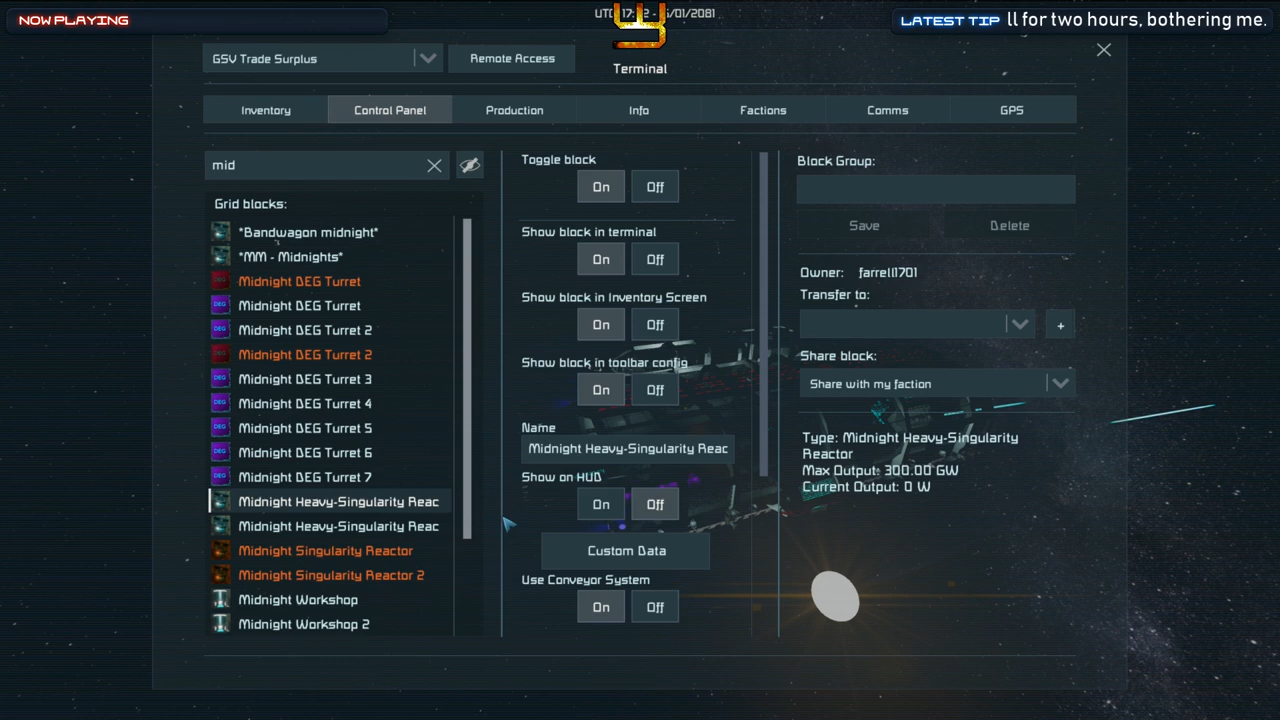 NOW PLAYING
LATEST TIP ll for two hours, bothering me.
GSV Trade Surplus
Remote Access
Terminal
Inventory
Control Panel
Production
Info
Factions
Comms
GPS
mid
Grid blocks:
*Bandwagon midnight*
*MM - Midnights*
Midnight DEG Turret
Midnight DEG Turret
Midnight DEG Turret 2
Midnight DEG Turret 2
Midnight DEG Turret 3
Midnight DEG Turret 4
Midnight DEG Turret 5
Midnight DEG Turret 6
Midnight DEG Turret 7
Midnight Heavy-Singularity Reac
Midnight Heavy-Singularity Reac
Midnight Singularity Reactor
Midnight Singularity Reactor 2
Midnight Workshop
Midnight Workshop 2
Toggle block
On Off
Show block in terminal
On Off
Show block in Inventory Screen
On Off
Show block in toolbar config
On Off
Name
Midnight Heavy-Singularity Reac
Show on HUD
On Off
Custom Data
Use Conveyor System
On Off
Block Group:
Save Delete
Owner: farrell1701
Transfer to:
+
Share block:
Share with my faction
Type: Midnight Heavy-Singularity
Reactor
Max Output: 300.00 GW
Current Output: 0 W